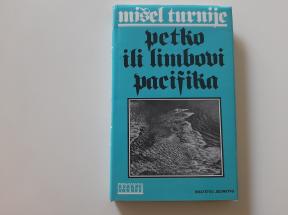 mišel turnije
petko
ili limbovi
pacifika